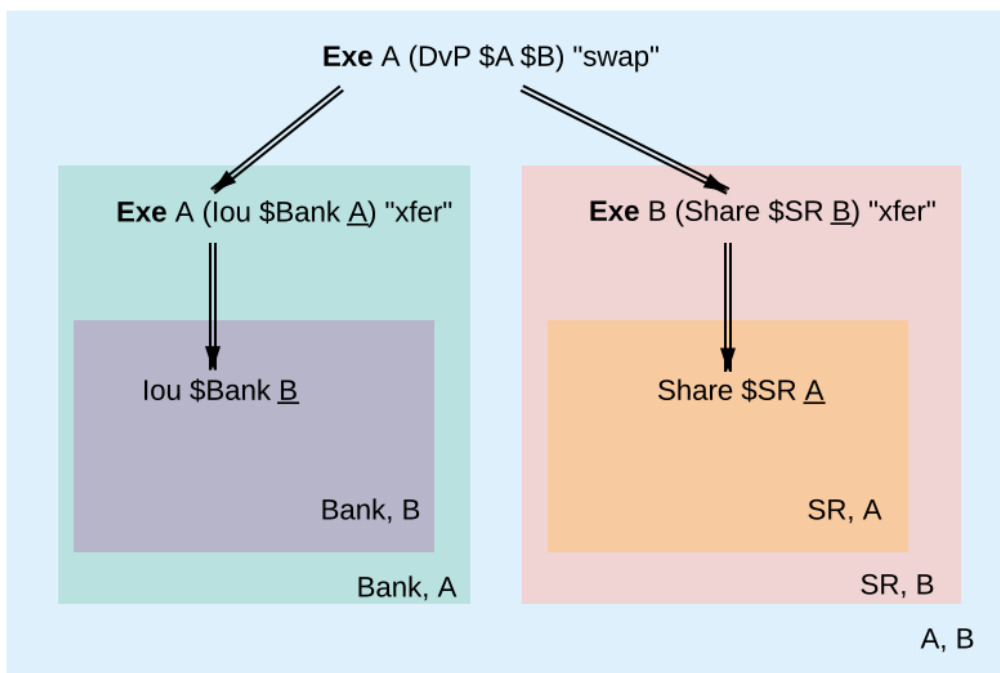 Exe A (DvP $A $B) "swap"
Exe A (Iou $Bank A) "xfer"
Exe B (Share $SR B) "xfer"
Iou $Bank B
Share $SR A
Bank, B
SR, A
Bank, A
SR, B
A, B